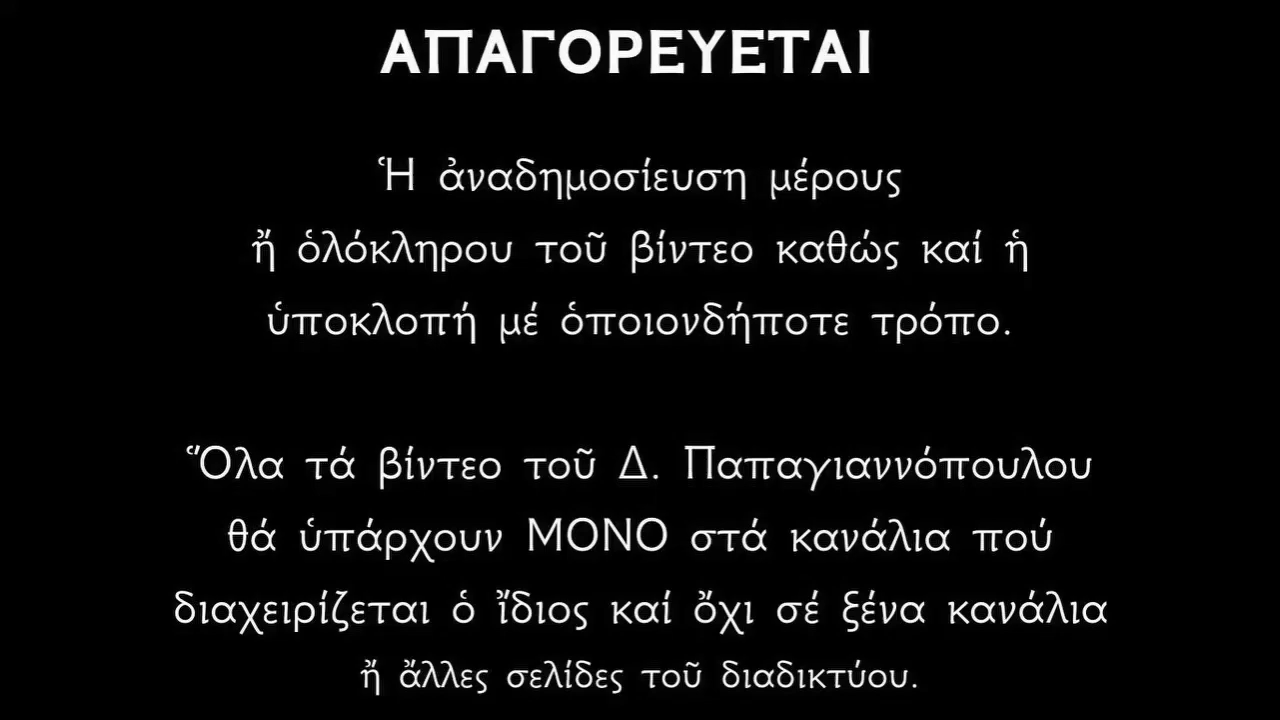 ΑΠΑΓΟΡΕΥΕΤΑΙ
Ἡ ἀναδημοσίευση μέρους
ἤ ὁλόκληρου τοῦ βίντεο καθώς καί ἡ
ὑποκλοπή μέ ὁποιονδήποτε τρόπο.
Ὅλα τά βίντεο τοῦ Δ. Παπαγιαννόπουλου
θά ὑπάρχουν ΜΟΝΟ στά κανάλια πού
διαχειρίζεται ὁ ἴδιος καί ὄχι σέ ξένα κανάλια
ἤ ἄλλες σελίδες τοῦ διαδικτύου.